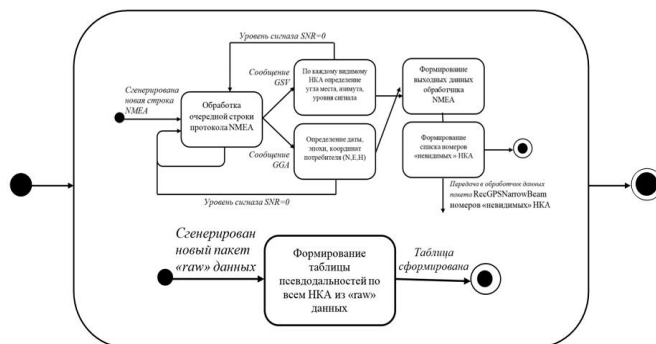 Уровень сигнала SNR=0
Сгенерирована
новая строка
NMEA
Обработка
очередной строки
протокола NMEA
Сообщение
GSV
По каждому видимому
НКА определение
угла места, азимута,
уровня сигнала
Формирование
выходных данных
обработчика
NMEA
Сообщение
GGA
Определение даты,
эпохи, координат
потребителя (N,E,H)
Формирование
списка номеров
«невидимых» НКА
Уровень сигнала SNR=0
Передача в обработчик данных
пакета RecGPSNarrowBeam
номеров «невидимых» НКА
Сгенерирован
новый пакет
«raw» данных
Формирование
таблицы
псевдодальностей по
всем НКА из «raw»
данных
Таблица
сформирована